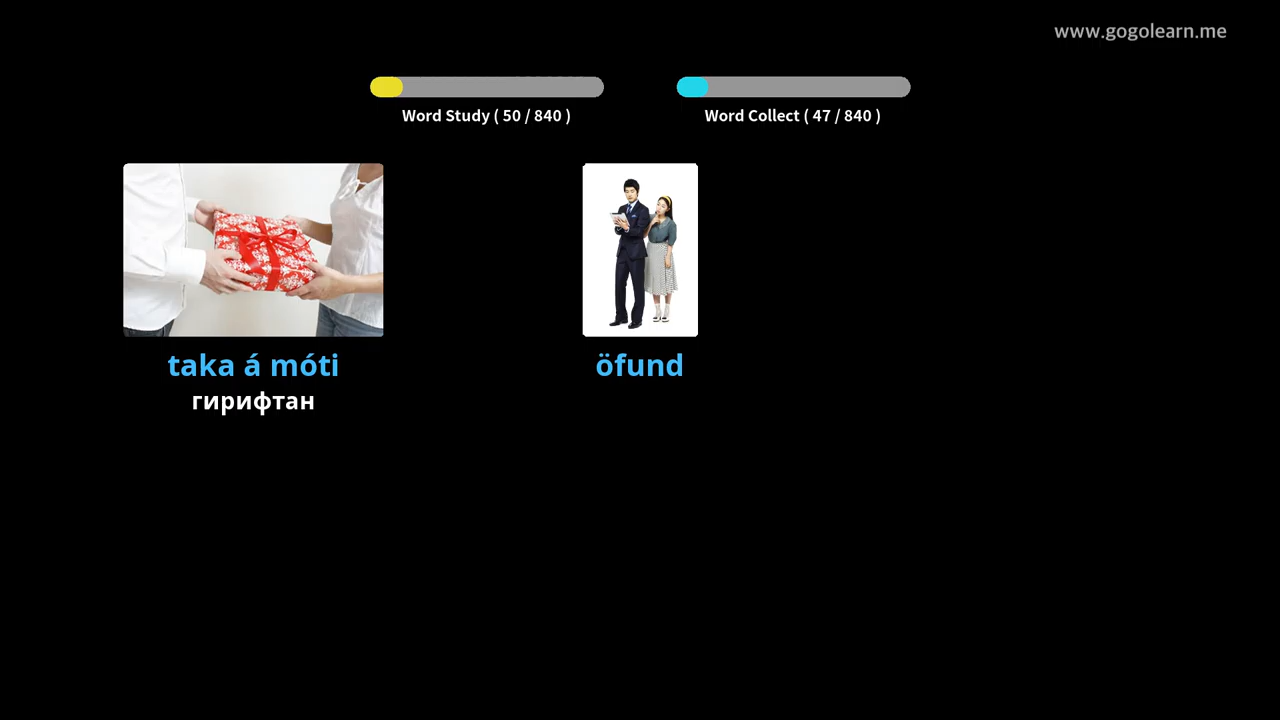 www.gogolearn.me
Word Study ( 50 / 840 )
Word Collect ( 47 / 840 )
taka á móti
гирифтан
öfund